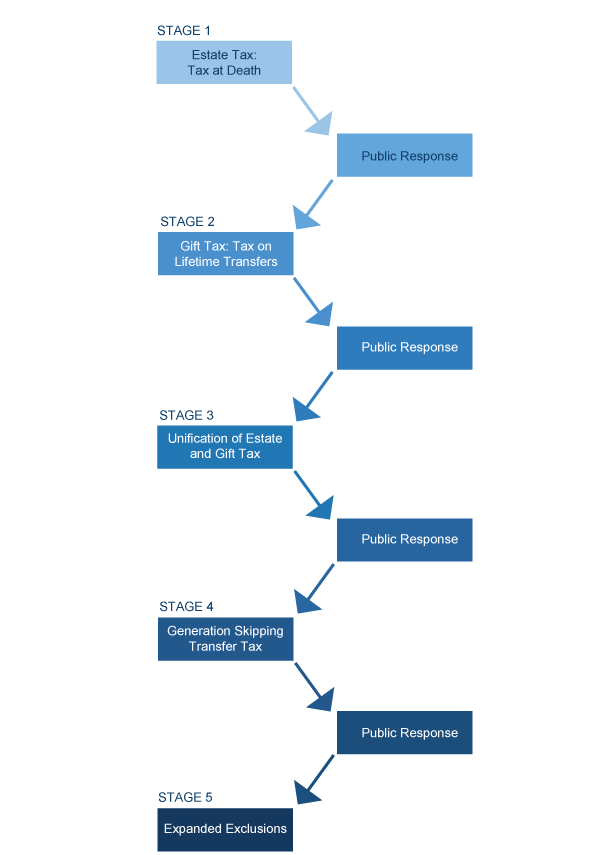 STAGE 1
Estate Tax:
Tax at Death
Public Response
STAGE 2
Gift Tax: Tax on
Lifetime Transfers
Public Response
STAGE 3
Unification of Estate
and Gift Tax
Public Response
STAGE 4
Generation Skipping
Transfer Tax
Public Response
STAGE 5
Expanded Exclusions